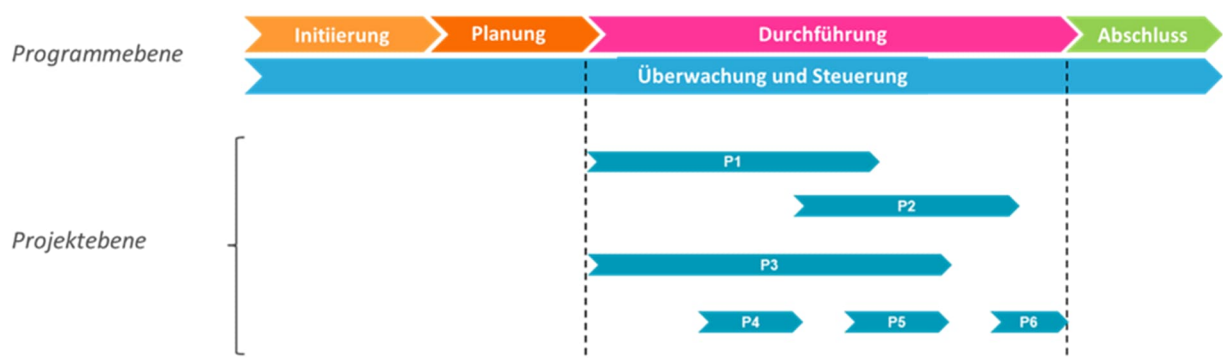 Programmebene
Initiierung Planung Durchführung Abschluss
Überwachung und Steuerung
P1
P2
Projektebene
P3
P4 P5 P6